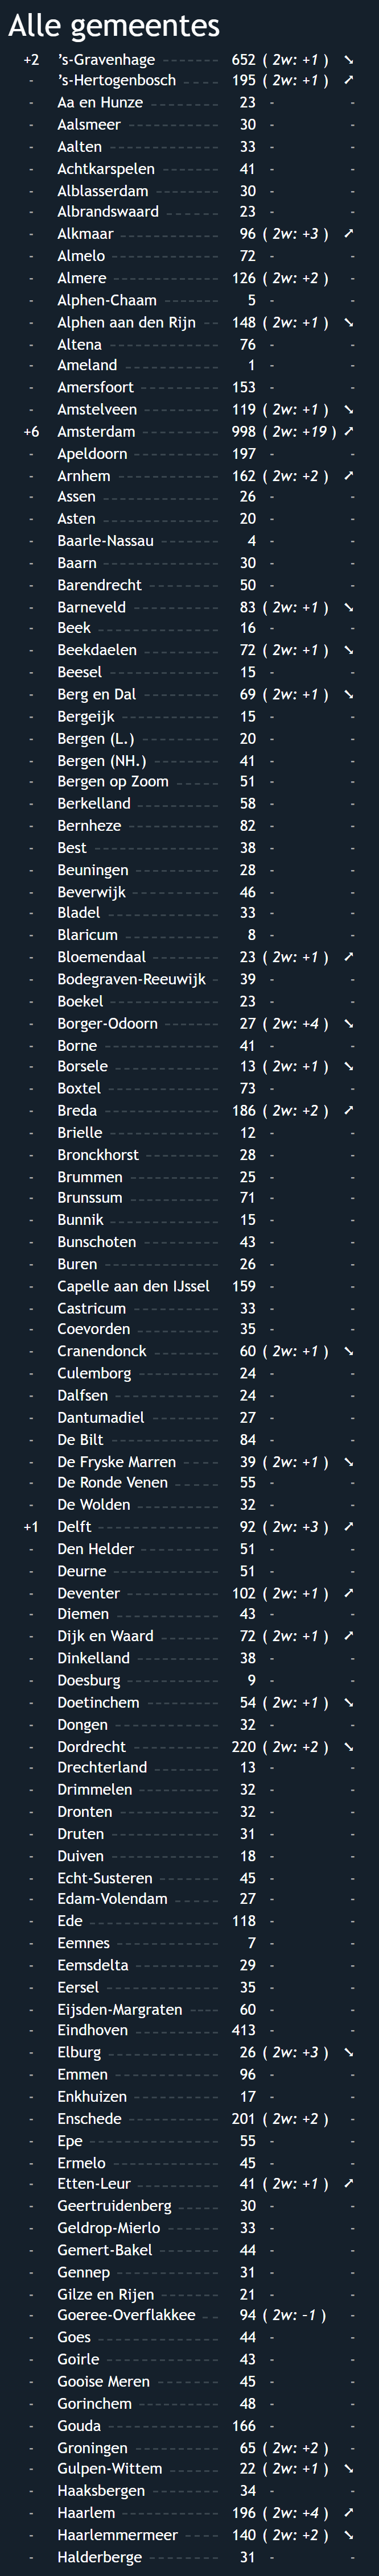 Alle gemeentes
+2 ’s-Gravenhage 652 ( 2w: +1 ) ➘
- ’s-Hertogenbosch 195 ( 2w: +1 ) ➚
- Aa en Hunze 23 - -
- Aalsmeer 30 - -
- Aalten 33 - -
- Achtkarspelen 41 - -
- Alblasserdam 30 - -
- Albrandswaard 23 - -
- Alkmaar 96 ( 2w: +3 ) ➚
- Almelo 72 - -
- Almere 126 ( 2w: +2 ) -
- Alphen-Chaam 5 - -
- Alphen aan den Rijn 148 ( 2w: +1 ) ➘
- Altena 76 - -
- Ameland 1 - -
- Amersfoort 153 - -
- Amstelveen 119 ( 2w: +1 ) ➘
+6 Amsterdam 998 ( 2w: +19 ) ➚
- Apeldoorn 197 - -
- Arnhem 162 ( 2w: +2 ) ➚
- Assen 26 - -
- Asten 20 - -
- Baarle-Nassau 4 - -
- Baarn 30 - -
- Barendrecht 50 - -
- Barneveld 83 ( 2w: +1 ) ➘
- Beek 16 - -
- Beekdaelen 72 ( 2w: +1 ) ➘
- Beesel 15 - -
- Berg en Dal 69 ( 2w: +1 ) ➘
- Bergeijk 15 - -
- Bergen (L.) 20 - -
- Bergen (NH.) 41 - -
- Bergen op Zoom 51 - -
- Berkelland 58 - -
- Bernheze 82 - -
- Best 38 - -
- Beuningen 28 - -
- Beverwijk 46 - -
- Bladel 33 - -
- Blaricum 8 - -
- Bloemendaal 23 ( 2w: +1 ) ➚
- Bodegraven-Reeuwijk 39 - -
- Boekel 23 - -
- Borger-Odoorn 27 ( 2w: +4 ) ➘
- Borne 41 - -
- Borsele 13 ( 2w: +1 ) ➘
- Boxtel 73 - -
- Breda 186 ( 2w: +2 ) ➚
- Brielle 12 - -
- Bronckhorst 28 - -
- Brummen 25 - -
- Brunssum 71 - -
- Bunnik 15 - -
- Bunschoten 43 - -
- Buren 26 - -
- Capelle aan den IJssel 159 - -
- Castricum 33 - -
- Coevorden 35 - -
- Cranendonck 60 ( 2w: +1 ) ➘
- Culemborg 24 - -
- Dalfsen 24 - -
- Dantumadiel 27 - -
- De Bilt 84 - -
- De Fryske Marren 39 ( 2w: +1 ) ➘
- De Ronde Venen 55 - -
- De Wolden 32 - -
+1 Delft 92 ( 2w: +3 ) ➚
- Den Helder 51 - -
- Deurne 51 - -
- Deventer 102 ( 2w: +1 ) ➚
- Diemen 43 - -
- Dijk en Waard 72 ( 2w: +1 ) ➚
- Dinkelland 38 - -
- Doesburg 9 - -
- Doetinchem 54 ( 2w: +1 ) ➘
- Dongen 32 - -
- Dordrecht 220 ( 2w: +2 ) ➘
- Drechterland 13 - -
- Drimmelen 32 - -
- Dronten 32 - -
- Druten 31 - -
- Duiven 18 - -
- Echt-Susteren 45 - -
- Edam-Volendam 27 - -
- Ede 118 - -
- Eemnes 7 - -
- Eemsdelta 29 - -
- Eersel 35 - -
- Eijsden-Margraten 60 - -
- Eindhoven 413 - -
- Elburg 26 ( 2w: +3 ) ➘
- Emmen 96 - -
- Enkhuizen 17 - -
- Enschede 201 ( 2w: +2 ) -
- Epe 55 - -
- Ermelo 45 - -
- Etten-Leur 41 ( 2w: +1 ) ➚
- Geertruidenberg 30 - -
- Geldrop-Mierlo 33 - -
- Gemert-Bakel 44 - -
- Gennep 31 - -
- Gilze en Rijen 21 - -
- Goeree-Overflakkee 94 ( 2w: -1 ) -
- Goes 44 - -
- Goirle 43 - -
- Gooise Meren 45 - -
- Gorinchem 48 - -
- Gouda 166 - -
- Groningen 65 ( 2w: +2 ) -
- Gulpen-Wittem 22 ( 2w: +1 ) ➘
- Haaksbergen 34 - -
- Haarlem 196 ( 2w: +4 ) ➚
- Haarlemmermeer 140 ( 2w: +2 ) ➘
- Halderberge 31 - -